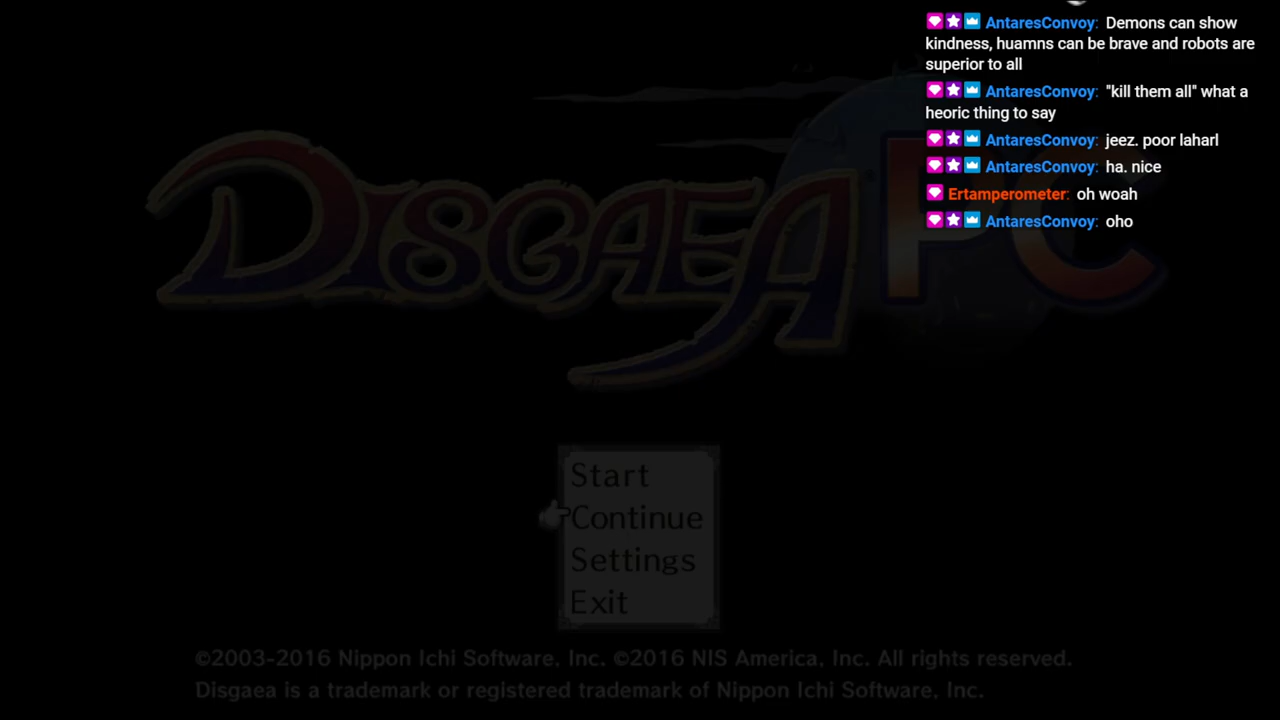 AntaresConvoy: Demons can show
kindness, huamns can be brave and robots are
superior to all
AntaresConvoy: "kill them all" what a
heoric thing to say
AntaresConvoy: jeez. poor laharl
AntaresConvoy: ha. nice
Ertamperometer: oh woah
AntaresConvoy: oho
DISGAEA PC
Start
Continue
Settings
Exit
©2003-2016 Nippon Ichi Software, Inc. ©2016 NIS America, Inc. All rights reserved.
Disgaea is a trademark or registered trademark of Nippon Ichi Software, Inc.